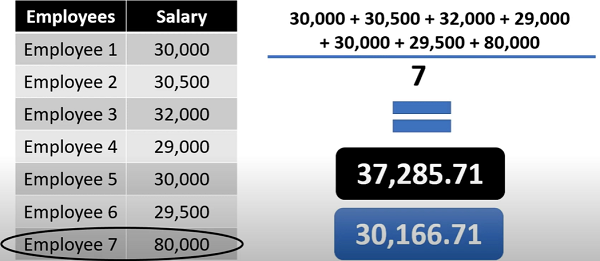 Employees Salary
Employee 1 30,000
Employee 2 30,500
Employee 3 32,000
Employee 4 29,000
Employee 5 30,000
Employee 6 29,500
Employee 7 80,000
30,000 + 30,500 + 32,000 + 29,000
+ 30,000 + 29,500 + 80,000
7
=
37,285.71
30,166.71